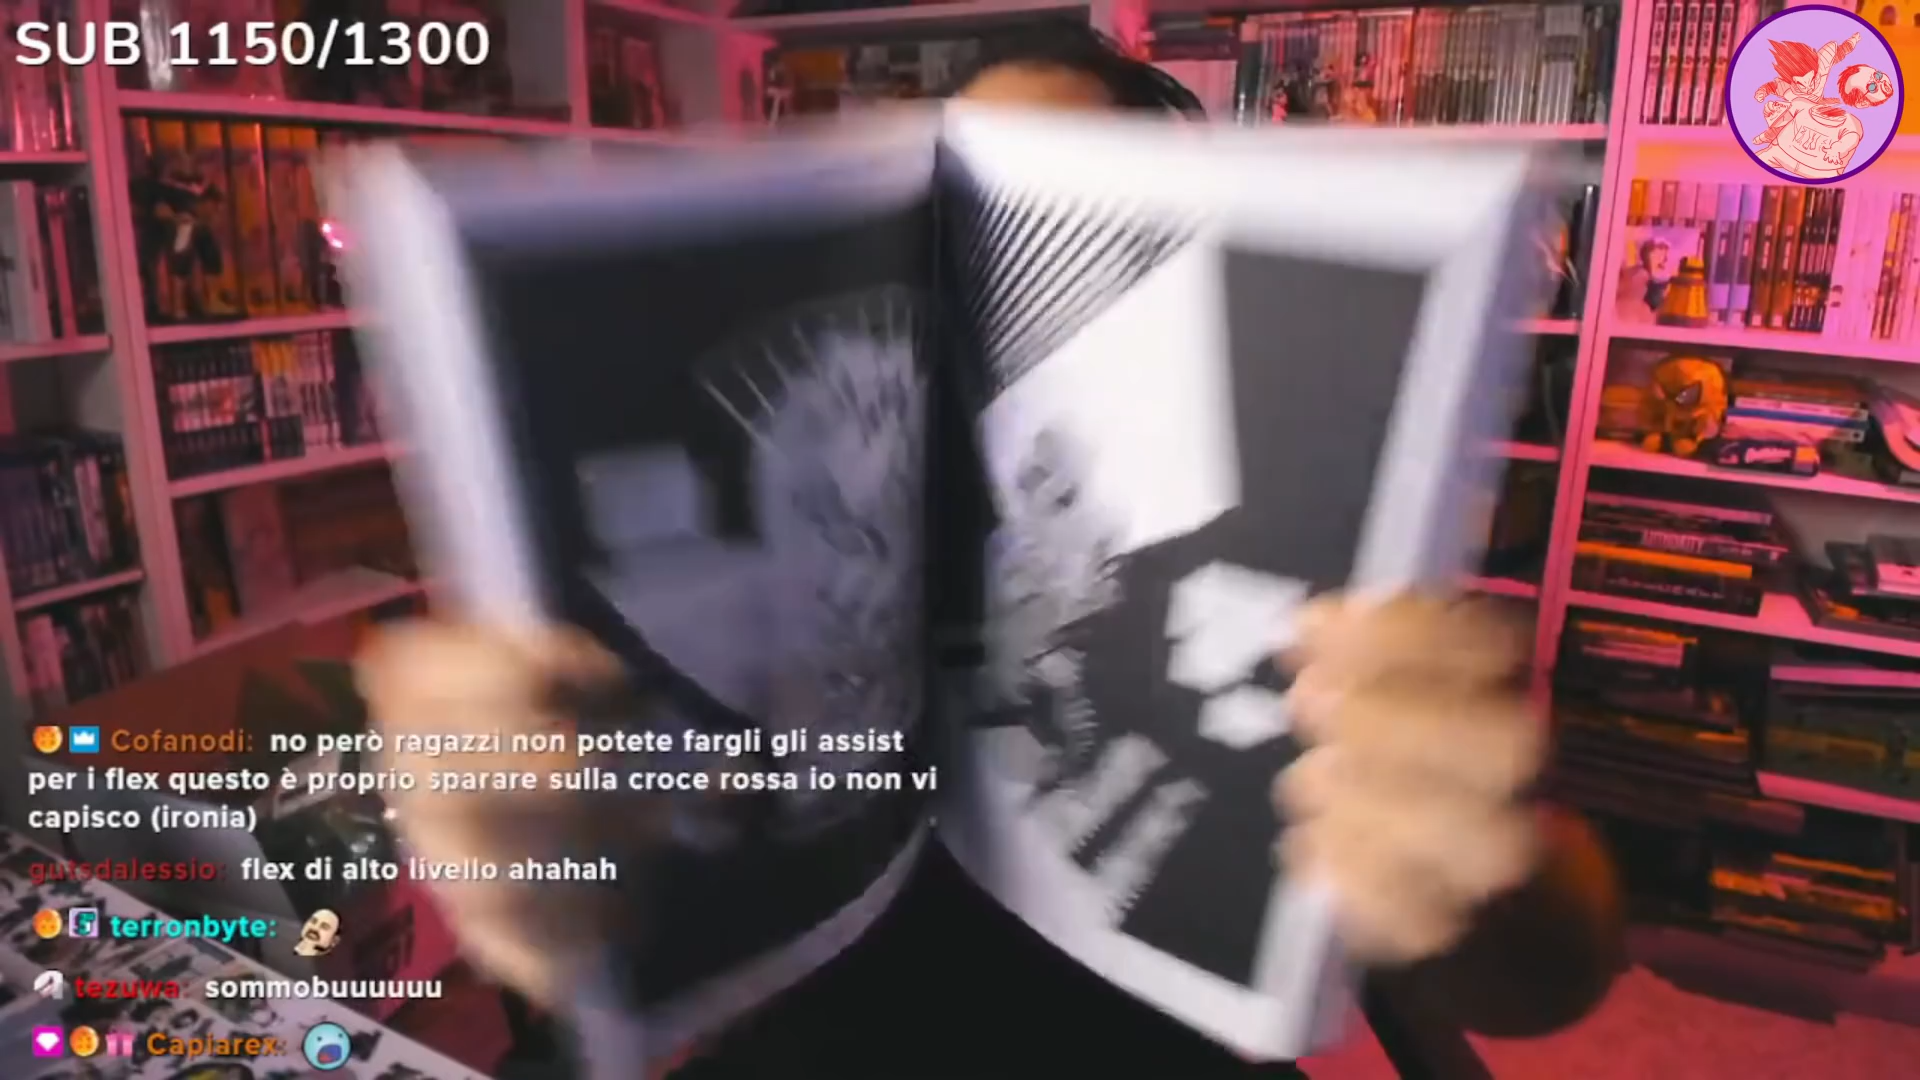 SUB 1150/1300
Cofanodi: no però ragazzi non potete fargli gli assist
per i flex questo è proprio sparare sulla croce rossa io non vi
capisco (ironia)
gutsdalessio: flex di alto livello ahahah
terronbyte:
tezuwa: sommobuuuuuu
Capiarex: